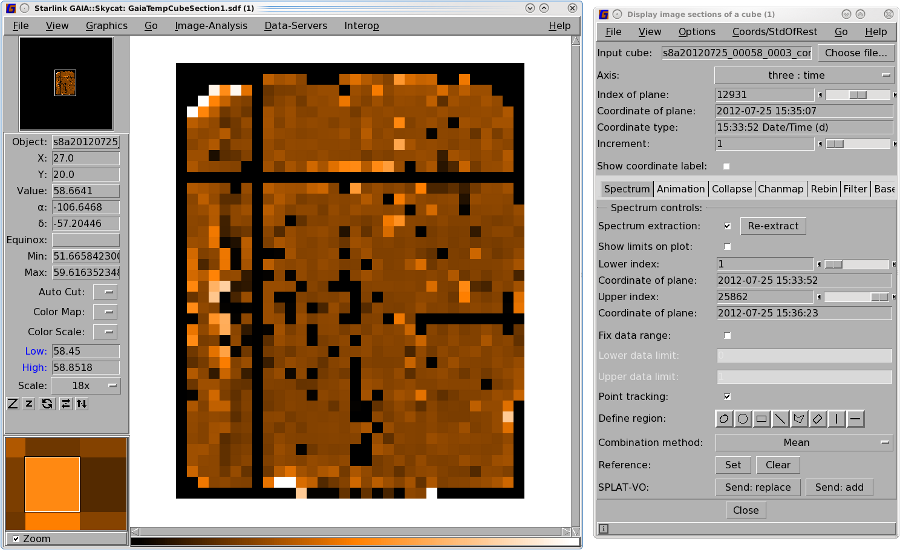 Starlink GAIA::Skycat: GaiaTempCubeSection1.sdf (1)
File View Graphics Go Image-Analysis Data-Servers Interop Help
Object: s8a20120725
X: 27.0
Y: 20.0
Value: 58.6641
α: -106.6468
δ: -57.20446
Equinox:
Min: 51.665842300
Max: 59.616352348
Auto Cut:
Color Map:
Color Scale:
Low: 58.45
High: 58.8518
Scale: 18x
Z z
Zoom
Display image sections of a cube (1)
File View Options Coords/StdOfRest Go Help
Input cube: s8a20120725_00058_0003_cor Choose file...
Axis: three : time
Index of plane: 12931
Coordinate of plane: 2012-07-25 15:35:07
Coordinate type: 15:33:52 Date/Time (d)
Increment: 1
Show coordinate label:
Spectrum Animation Collapse Chanmap Rebin Filter Base
Spectrum controls:
Spectrum extraction: Re-extract
Show limits on plot:
Lower index: 1
Coordinate of plane: 2012-07-25 15:33:52
Upper index: 25862
Coordinate of plane: 2012-07-25 15:36:23
Fix data range:
Lower data limit:
Upper data limit:
Point tracking:
Define region:
Combination method: Mean
Reference: Set Clear
SPLAT-VO: Send: replace Send: add
Close